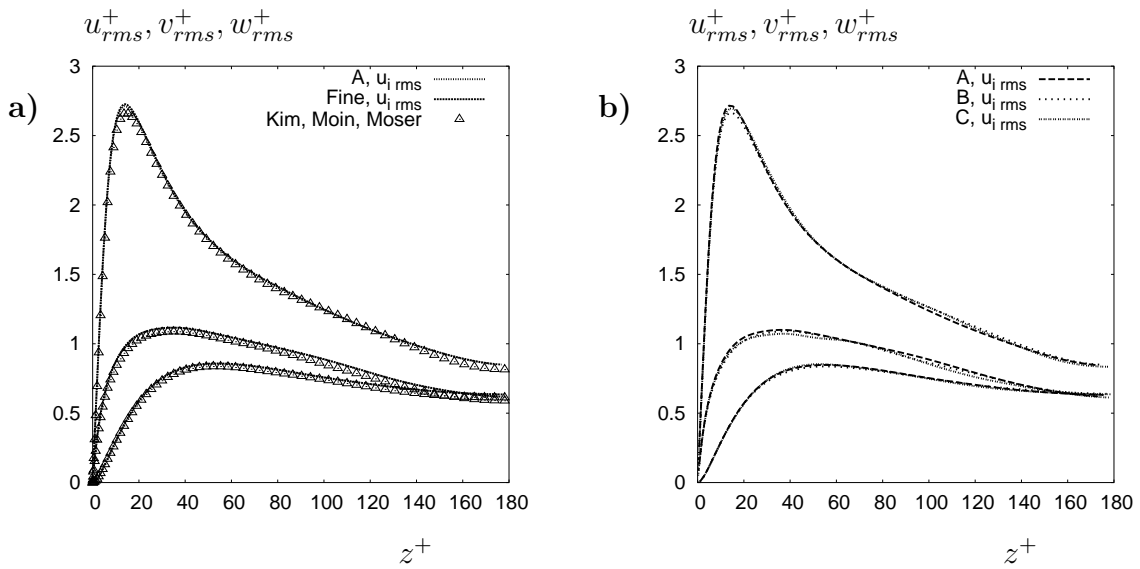 u⁺rms, v⁺rms, w⁺rms
a)
A, ui rms
Fine, ui rms
Kim, Moin, Moser
3
2.5
2
1.5
1
0.5
0
0 20 40 60 80 100 120 140 160 180
z⁺
u⁺rms, v⁺rms, w⁺rms
b)
A, ui rms
B, ui rms
C, ui rms
3
2.5
2
1.5
1
0.5
0
0 20 40 60 80 100 120 140 160 180
z⁺